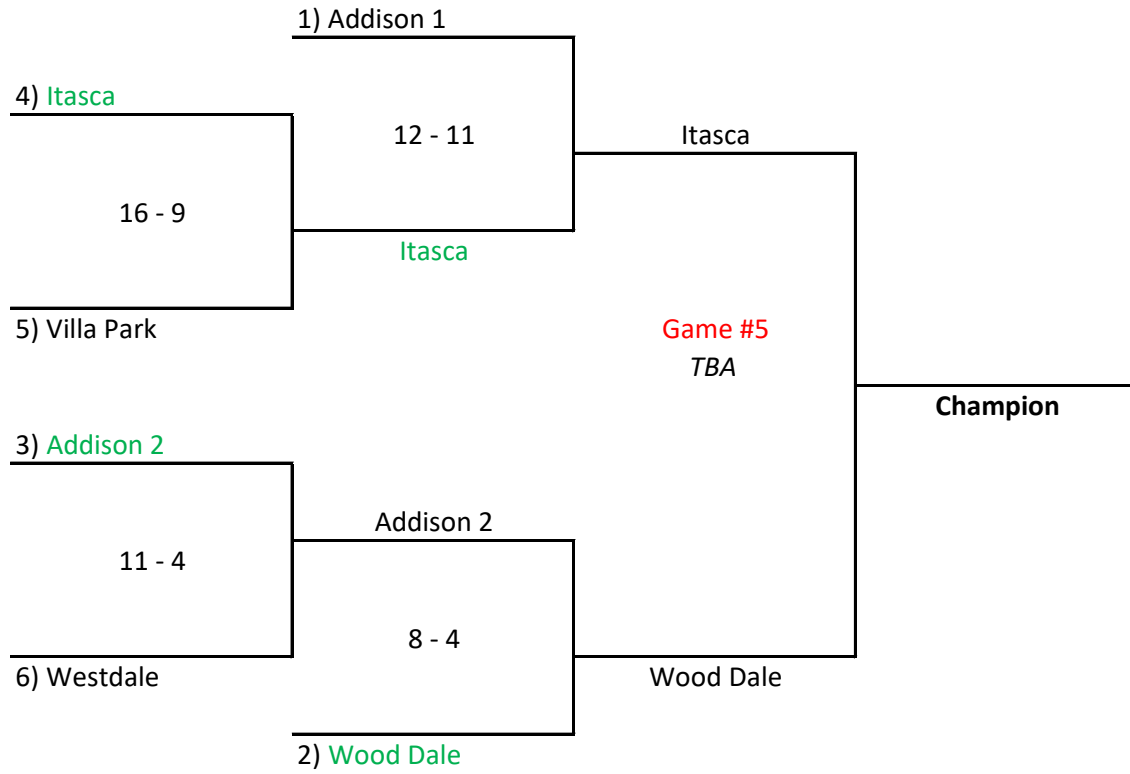 1) Addison 1
4) Itasca
12 - 11
Itasca
16 - 9
Itasca
5) Villa Park
Game #5
TBA
Champion
3) Addison 2
Addison 2
11 - 4
8 - 4
6) Westdale
Wood Dale
2) Wood Dale